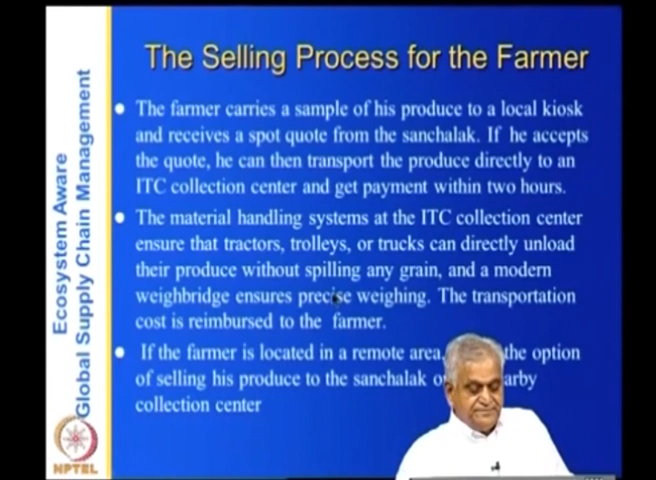 The Selling Process for the Farmer
The farmer carries a sample of his produce to a local kiosk
and receives a spot quote from the sanchalak. If he accepts
the quote, he can then transport the produce directly to an
ITC collection center and get payment within two hours.
The material handling systems at the ITC collection center
ensure that tractors, trolleys, or trucks can directly unload
their produce without spilling any grain, and a modern
weighbridge ensures precise weighing. The transportation
cost is reimbursed to the farmer.
If the farmer is located in a remote area, the option
of selling his produce to the sanchalak
collection center
Ecosystem Aware
Global Supply Chain Management
NPTEL